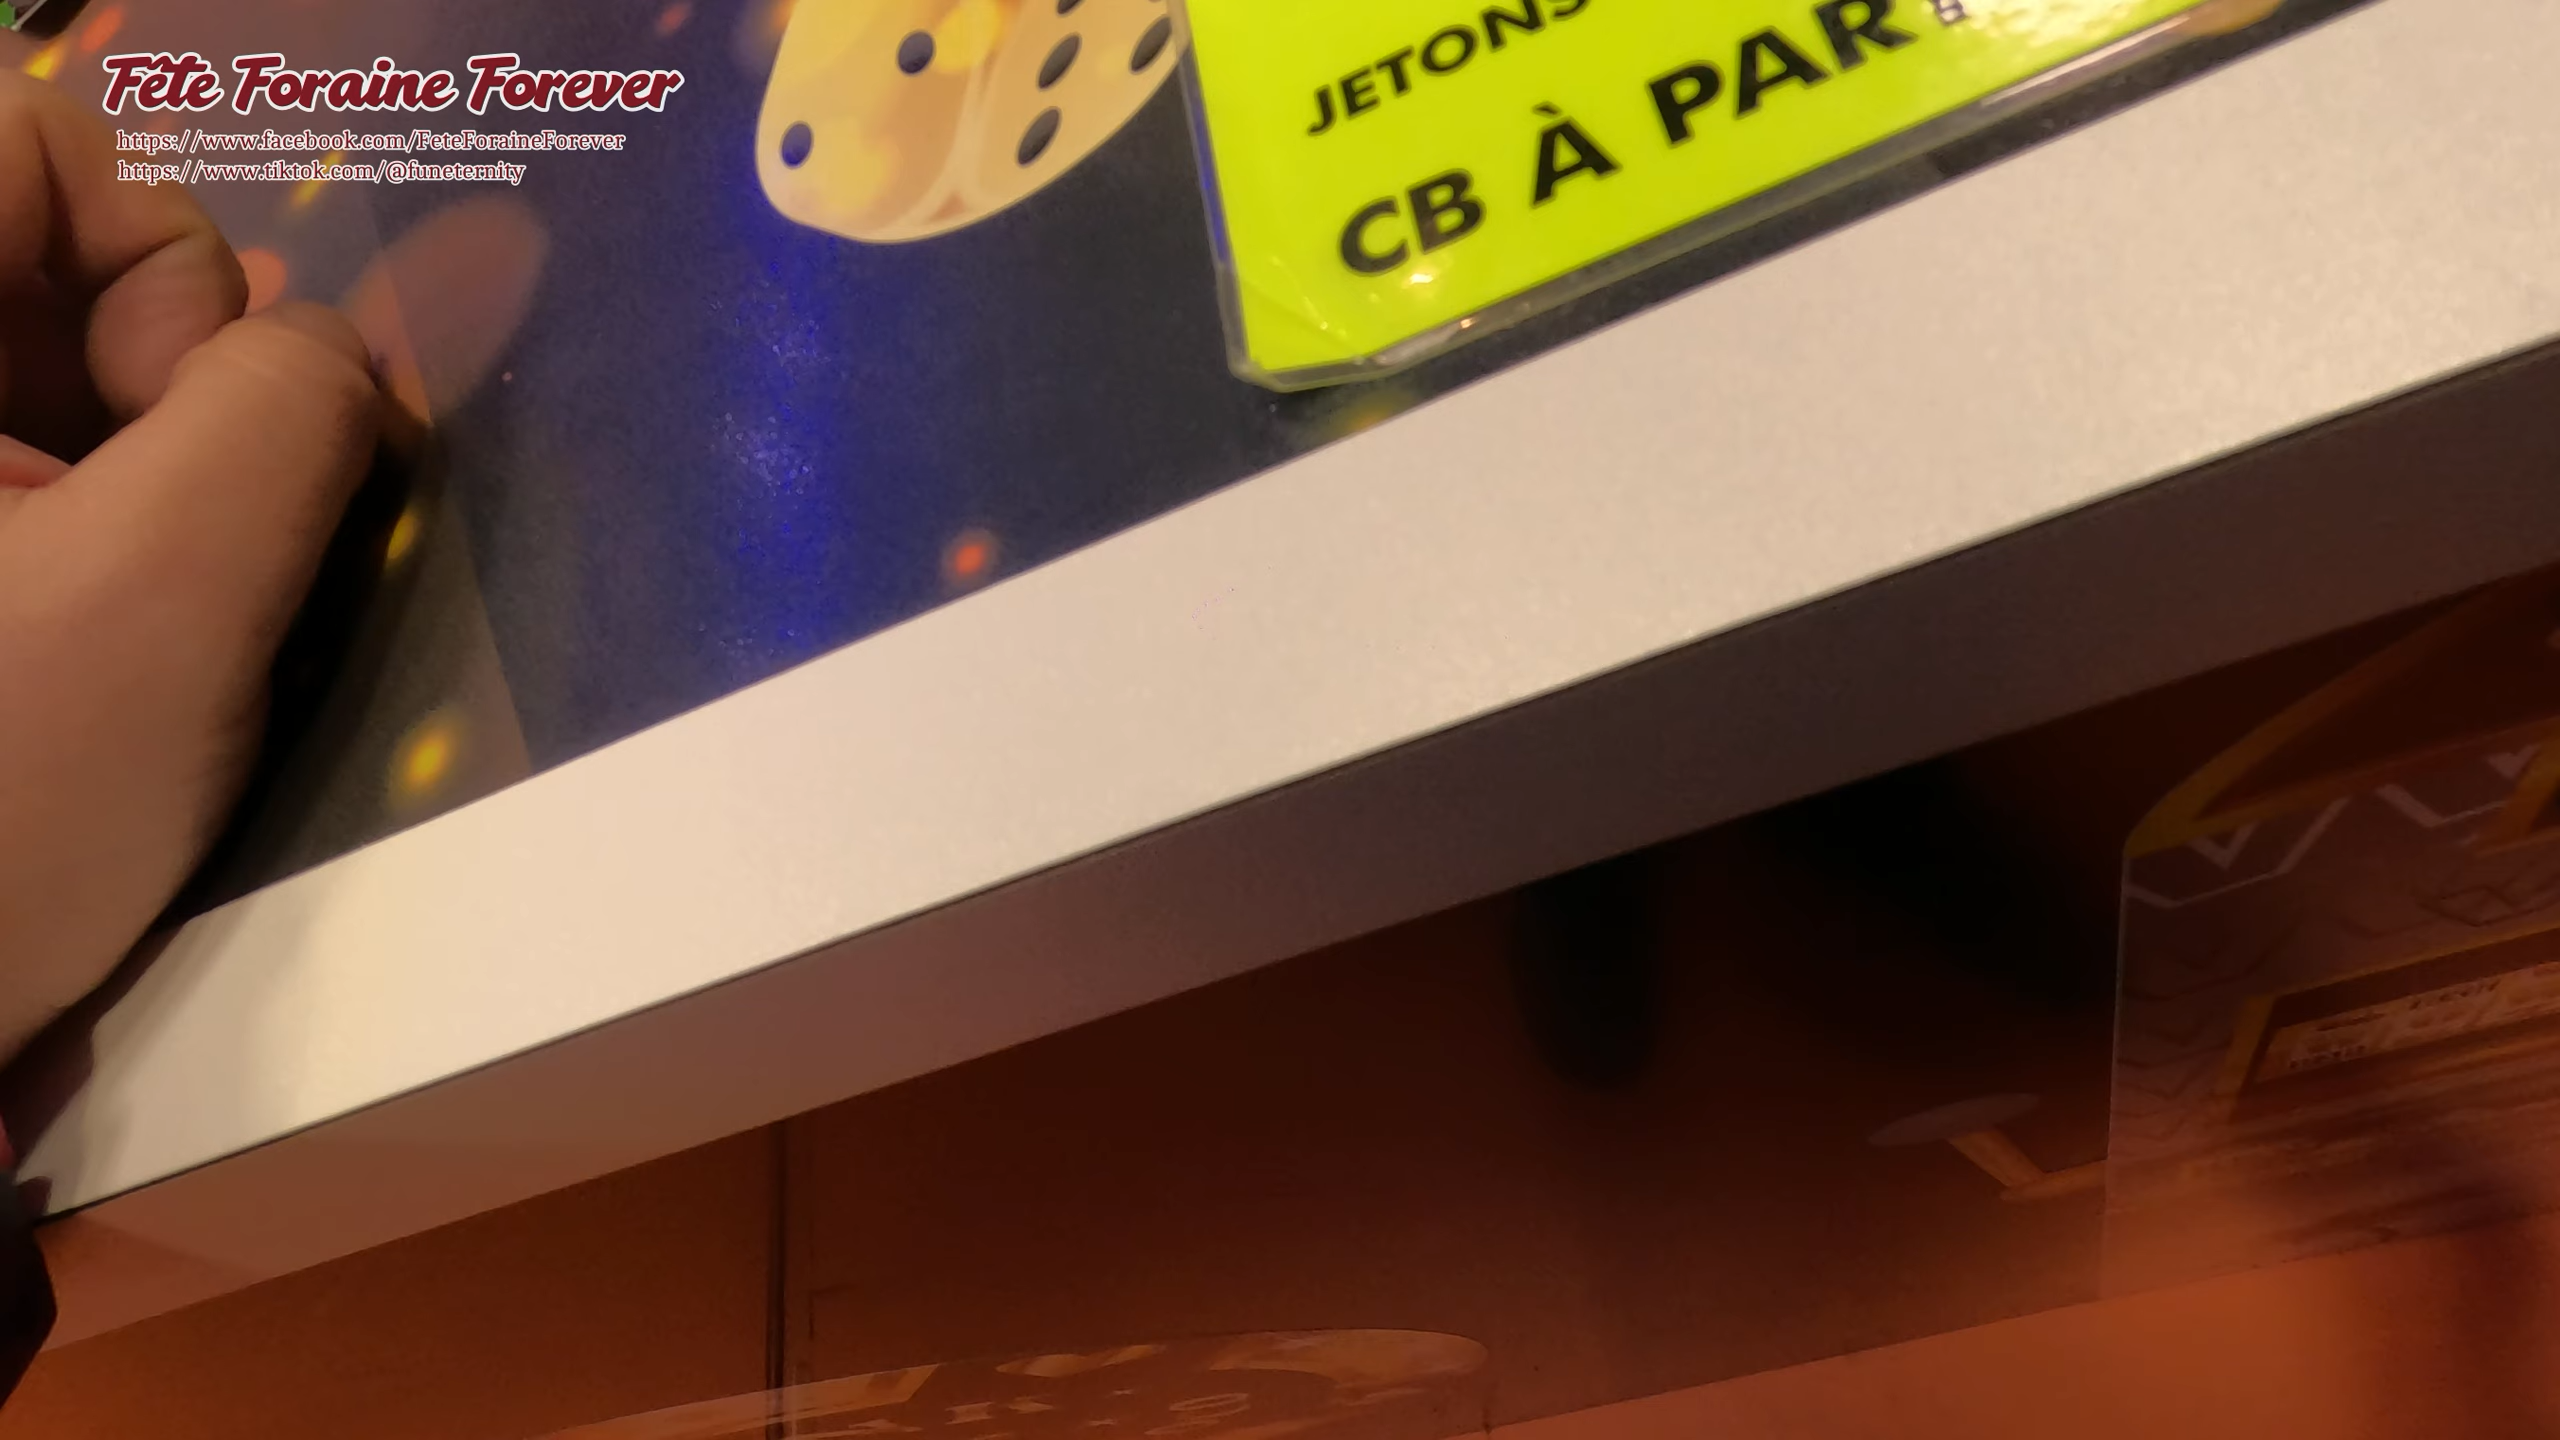 Fête Foraine Forever
https://www.facebook.com/FeteForaineForever
https://www.tiktok.com/@funeternity
JETONS
CB À PAR